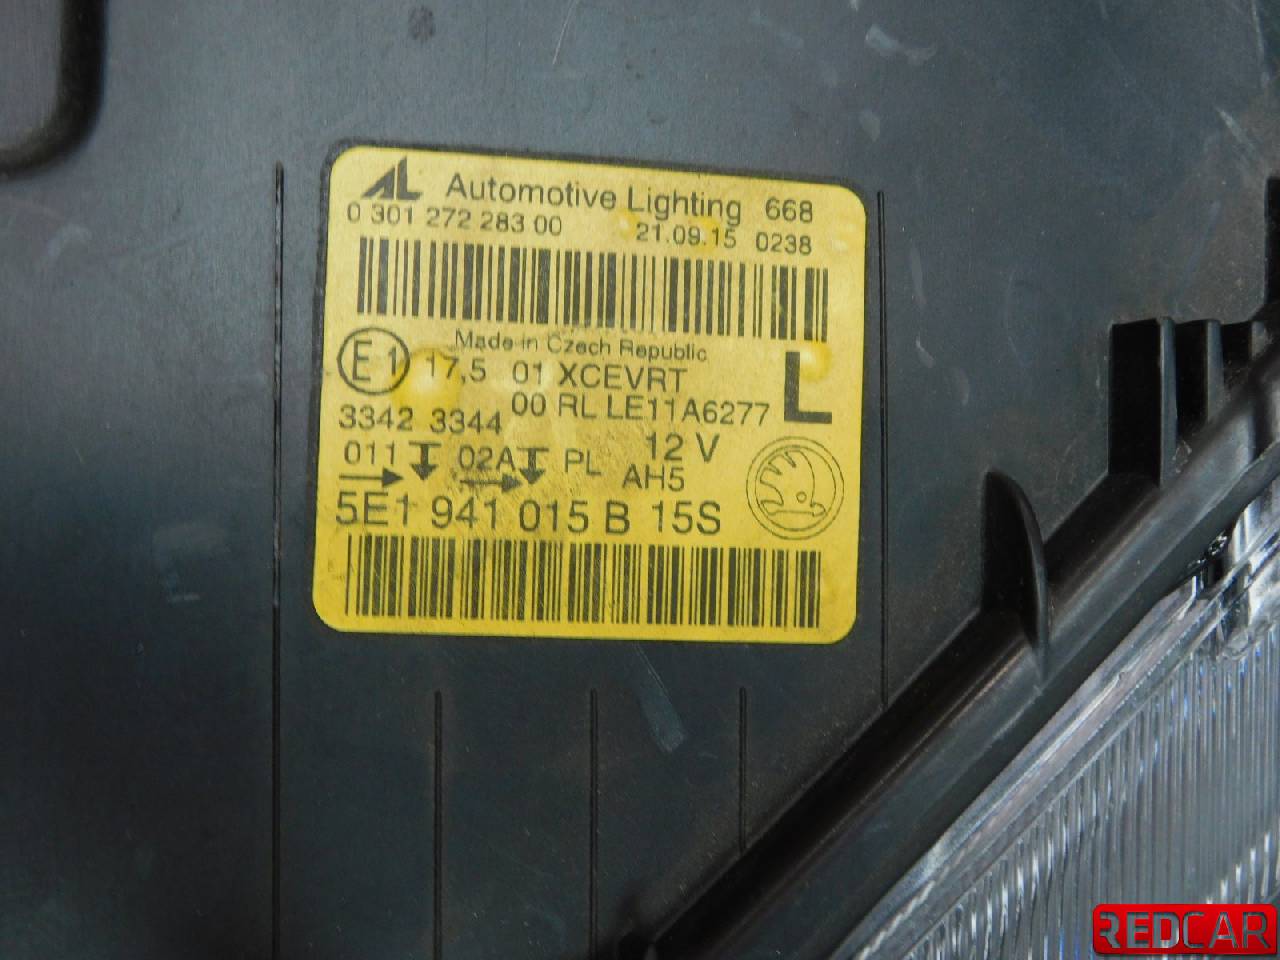 AL Automotive Lighting 668
0 301 272 283 00 21.09.15 0238
Made in Czech Republic
E1 17,5 01 XCEVRT L
00 RL LE11A6277
3342 3344
12 V
011 02A PL AH5
5E1 941 015 B 15S
REDCAR